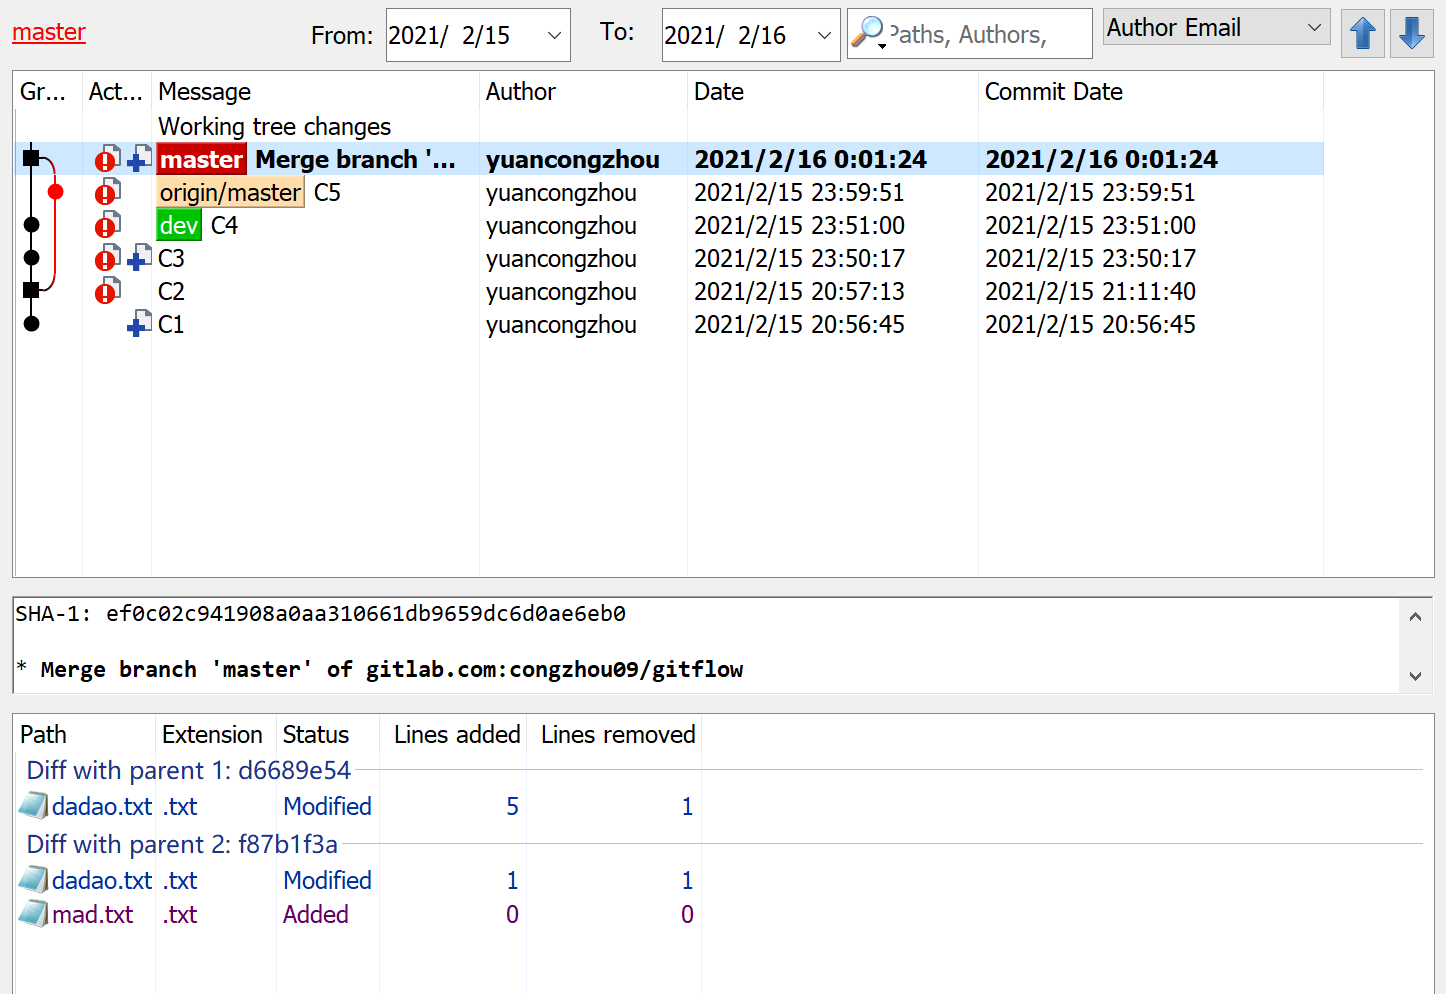 master From: 2021/ 2/15 To: 2021/ 2/16 Paths, Authors, Author Email
Gr... Act... Message Author Date Commit Date
Working tree changes
master Merge branch '... yuancongzhou 2021/2/16 0:01:24 2021/2/16 0:01:24
origin/master C5 yuancongzhou 2021/2/15 23:59:51 2021/2/15 23:59:51
dev C4 yuancongzhou 2021/2/15 23:51:00 2021/2/15 23:51:00
C3 yuancongzhou 2021/2/15 23:50:17 2021/2/15 23:50:17
C2 yuancongzhou 2021/2/15 20:57:13 2021/2/15 21:11:40
C1 yuancongzhou 2021/2/15 20:56:45 2021/2/15 20:56:45
SHA-1: ef0c02c941908a0aa310661db9659dc6d0ae6eb0
* Merge branch 'master' of gitlab.com:congzhou09/gitflow
Path Extension Status Lines added Lines removed
Diff with parent 1: d6689e54
dadao.txt .txt Modified 5 1
Diff with parent 2: f87b1f3a
dadao.txt .txt Modified 1 1
mad.txt .txt Added 0 0